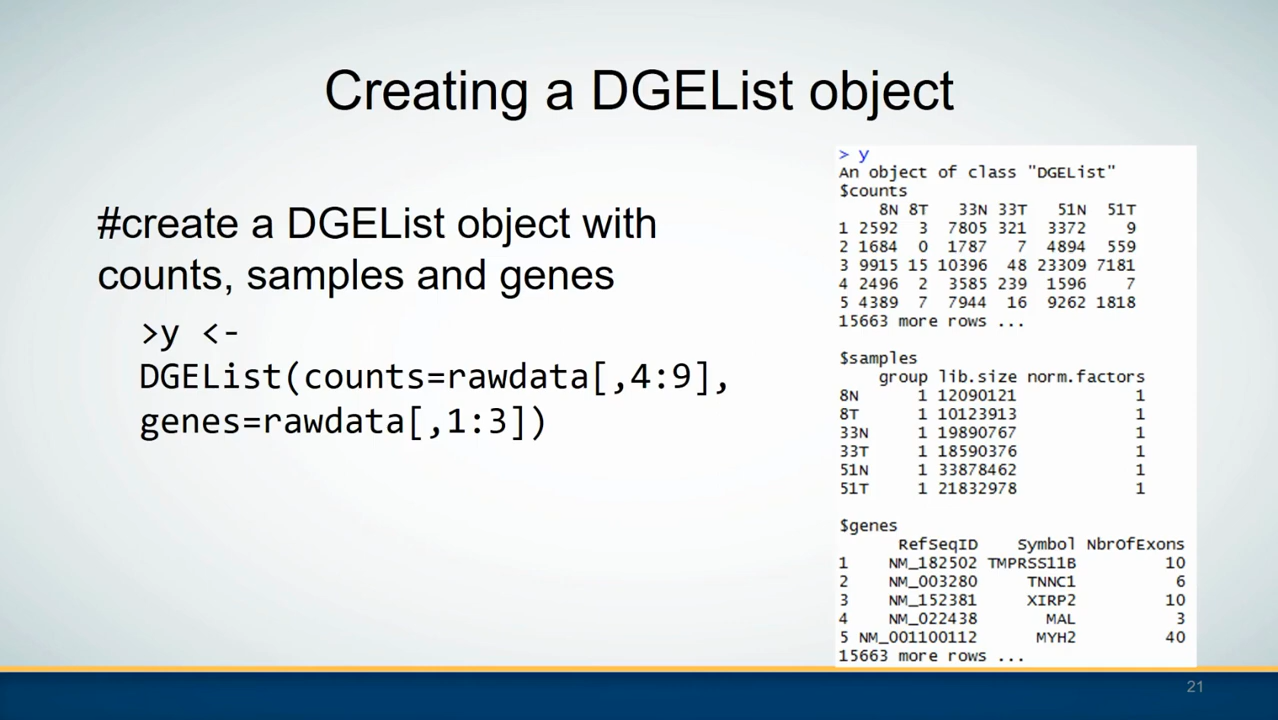 Creating a DGEList object
#create a DGEList object with
counts, samples and genes
>y <-
DGEList(counts=rawdata[,4:9],
genes=rawdata[,1:3])
> y
An object of class "DGEList"
$counts
8N 8T 33N 33T 51N 51T
1 2592 3 7805 321 3372 9
2 1684 0 1787 7 4894 559
3 9915 15 10396 48 23309 7181
4 2496 2 3585 239 1596 7
5 4389 7 7944 16 9262 1818
15663 more rows ...
$samples
group lib.size norm.factors
8N 1 12090121 1
8T 1 10123913 1
33N 1 19890767 1
33T 1 18590376 1
51N 1 33878462 1
51T 1 21832978 1
$genes
RefSeqID Symbol NbrOfExons
1 NM_182502 TMPRSS11B 10
2 NM_003280 TNNC1 6
3 NM_152381 XIRP2 10
4 NM_022438 MAL 3
5 NM_001100112 MYH2 40
15663 more rows ...
21